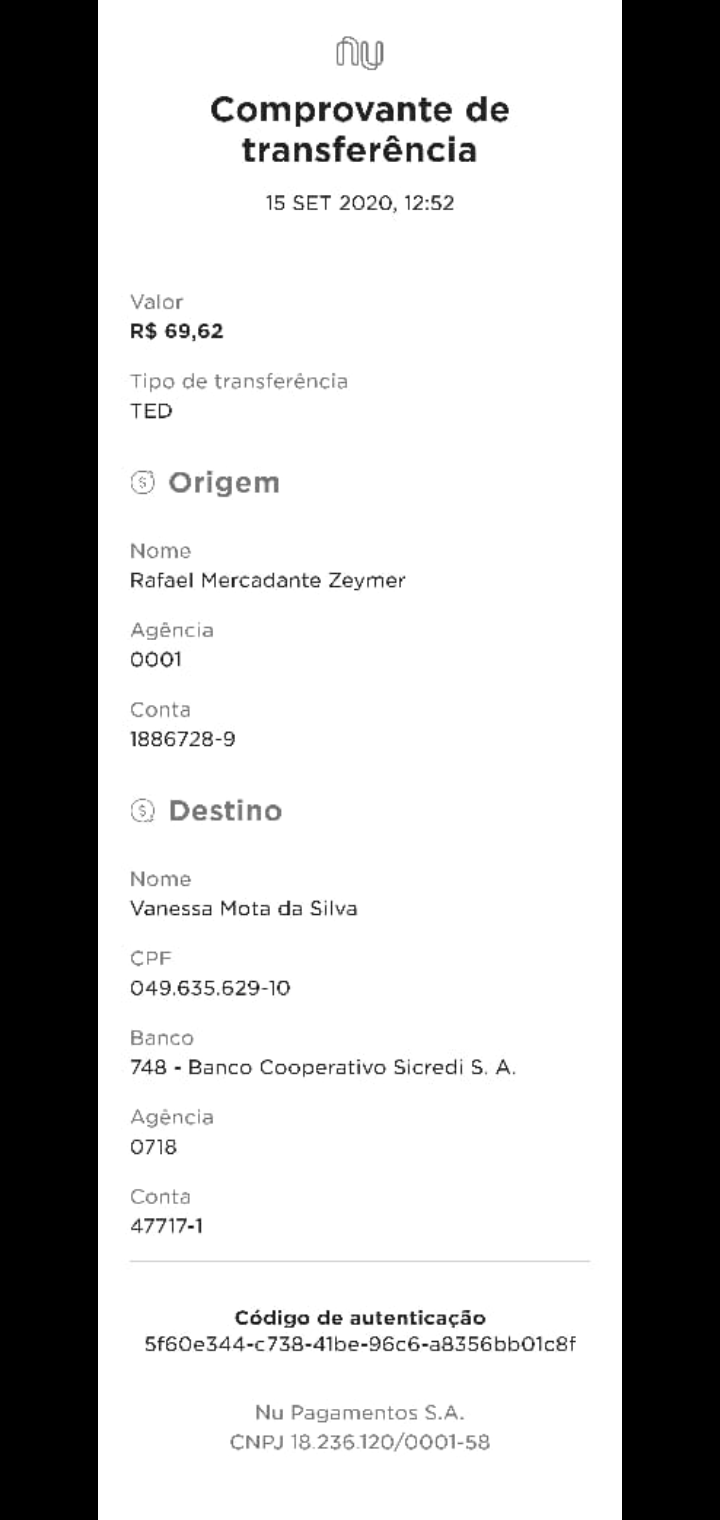 nu
Comprovante de
transferência
15 SET 2020, 12:52
Valor
R$ 69,62
Tipo de transferência
TED
Origem
Nome
Rafael Mercadante Zeymer
Agência
0001
Conta
1886728-9
Destino
Nome
Vanessa Mota da Silva
CPF
049.635.629-10
Banco
748 - Banco Cooperativo Sicredi S. A.
Agência
0718
Conta
47717-1
Código de autenticação
5f60e344-c738-41be-96c6-a8356bb01c8f
Nu Pagamentos S.A.
CNPJ 18.236.120/0001-58